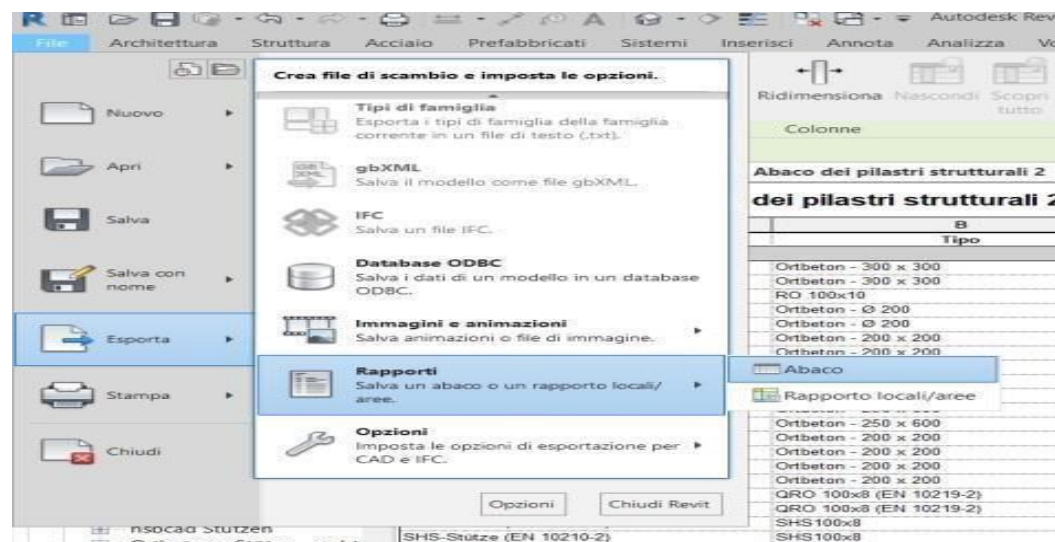 Autodesk Rev
File Architettura Struttura Acciaio Prefabbricati Sistemi Inserisci Annota Analizza
Crea file di scambio e imposta le opzioni.
Nuovo
Apri
Salva
Salva con
nome
Esporta
Stampa
Chiudi
Tipi di famiglia
Esporta i tipi di famiglia della famiglia
corrente in un file di testo (.txt).
gbXML
Salva il modello come file gbXML.
IFC
Salva un file IFC.
Database ODBC
Salva i dati di un modello in un database
ODBC.
Immagini e animazioni
Salva animazioni o file di immagine.
Rapporti
Salva un abaco o un rapporto locali/
aree.
Opzioni
Imposta le opzioni di esportazione per
CAD e IFC.
Opzioni Chiudi Revit
Abaco
Rapporto locali/aree
Ridimensiona Nascondi Scopri
tutto
Colonne
Abaco dei pilastri strutturali 2
dei pilastri strutturali 2
B
Tipo
Ortbeton - 300 x 300
Ortbeton - 300 x 300
RO 100x10
Ortbeton - Ø 200
Ortbeton - Ø 200
Ortbeton - 200 x 200
Ortbeton - 200 x 200
Ortbeton - 250 x 600
Ortbeton - 200 x 200
Ortbeton - 200 x 200
Ortbeton - 200 x 200
Ortbeton - 200 x 200
QRO 100x8 (EN 10219-2)
QRO 100x8 (EN 10219-2)
SHS100x8
SHS-Stütze (EN 10210-2) SHS100x8
nsbcad Stützen